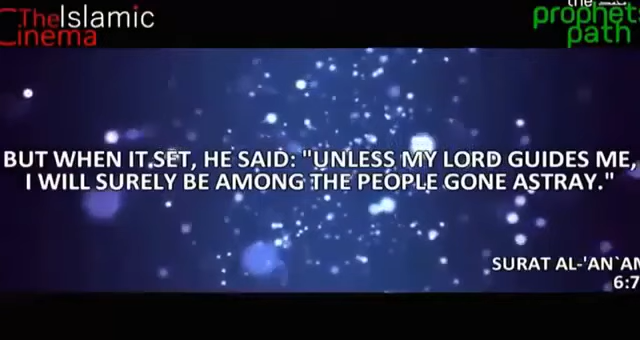 The Islamic
Cinema
the
prophet
path
BUT WHEN IT SET, HE SAID: "UNLESS MY LORD GUIDES ME,
I WILL SURELY BE AMONG THE PEOPLE GONE ASTRAY."
SURAT AL-'AN`AM
6:7